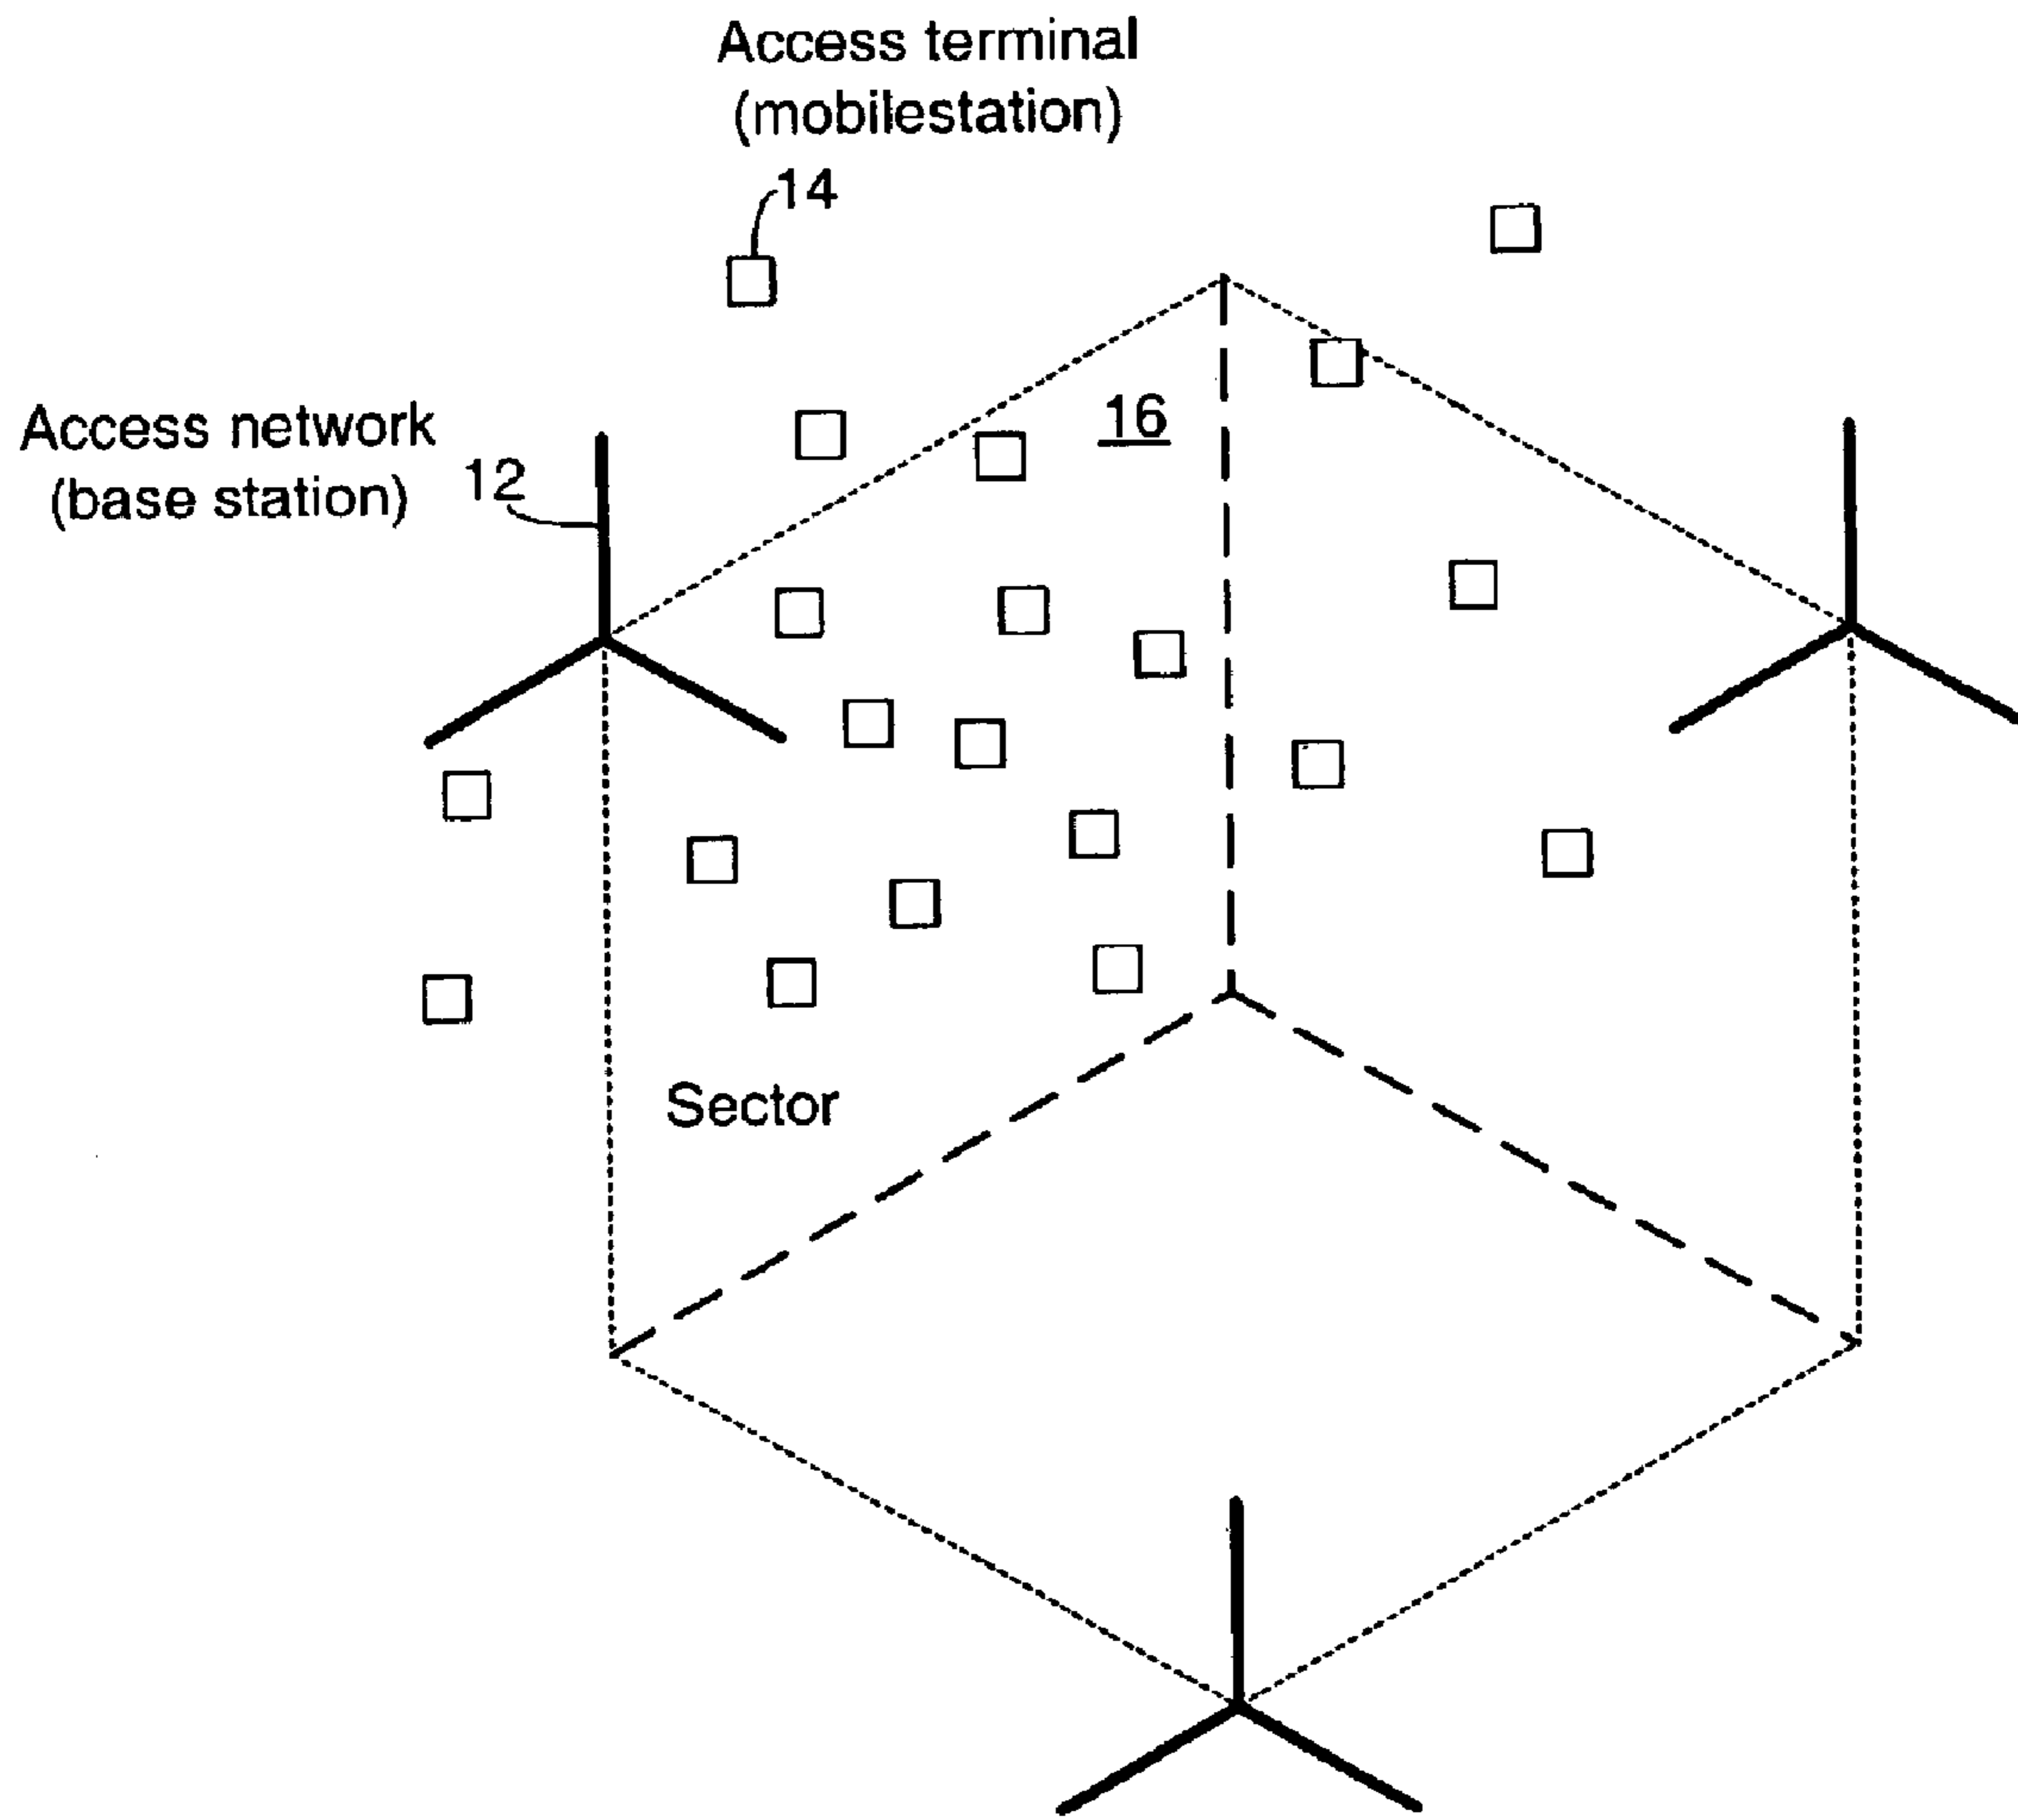 Access terminal
(mobilestation)
14
16
Access network
(base station)
12
Sector